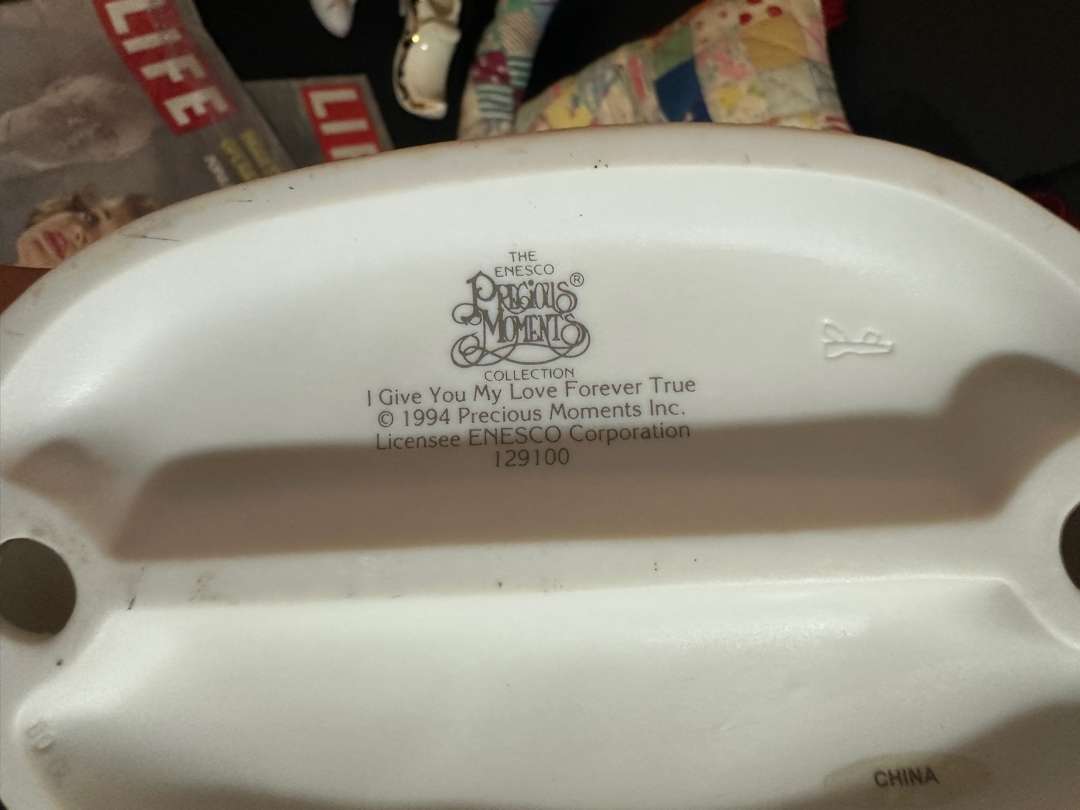 LIFE
LI
THE
ENESCO
PRECIOUS®
MOMENTS
COLLECTION
I Give You My Love Forever True
© 1994 Precious Moments Inc.
Licensee ENESCO Corporation
129100
CHINA